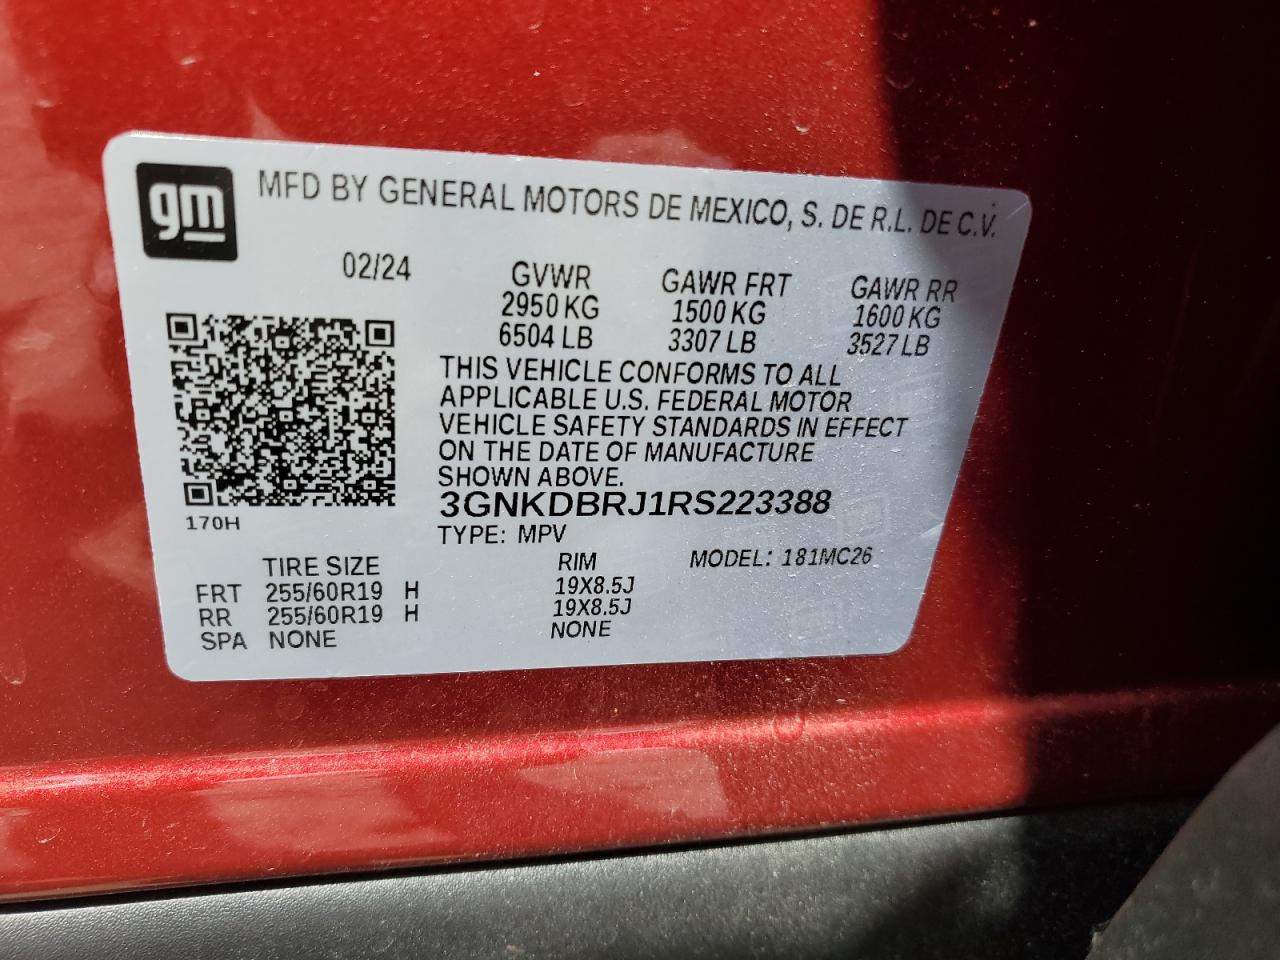 gm
MFD BY GENERAL MOTORS DE MEXICO, S. DE R.L. DE C.V.
02/24
GVWR GAWR FRT GAWR RR
2950 KG 1500 KG 1600 KG
6504 LB 3307 LB 3527 LB
THIS VEHICLE CONFORMS TO ALL
APPLICABLE U.S. FEDERAL MOTOR
VEHICLE SAFETY STANDARDS IN EFFECT
ON THE DATE OF MANUFACTURE
SHOWN ABOVE.
3GNKDBRJ1RS223388
170H
TYPE: MPV
TIRE SIZE RIM MODEL: 181MC26
FRT 255/60R19 H 19X8.5J
RR 255/60R19 H 19X8.5J
SPA NONE NONE